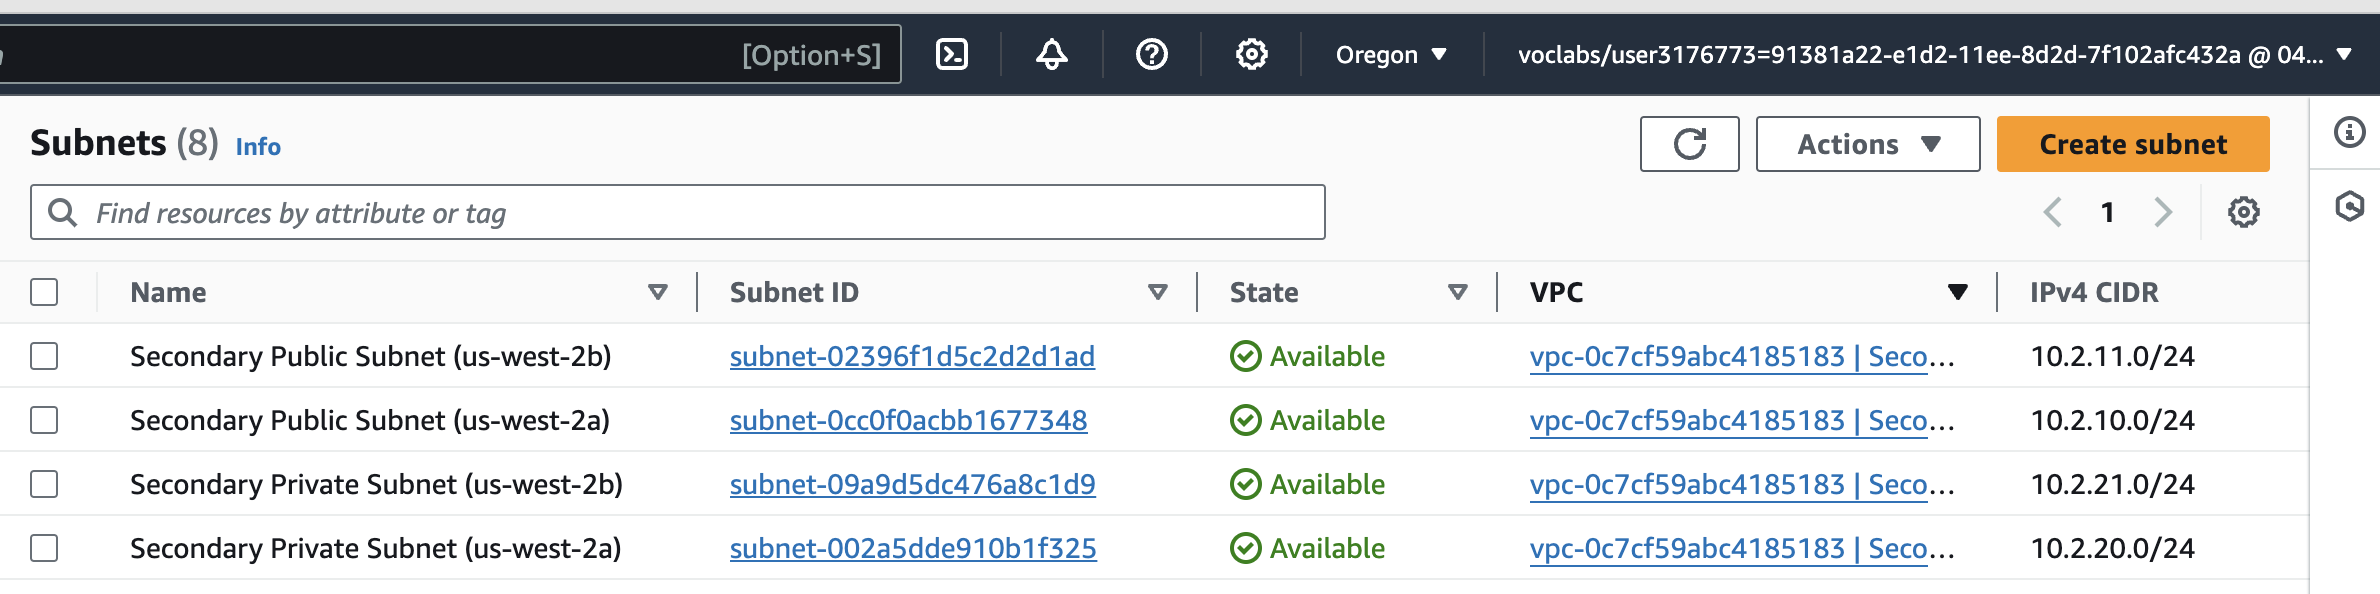 [Option+S] Oregon voclabs/user3176773=91381a22-e1d2-11ee-8d2d-7f102afc432a @ 04...
Subnets (8) Info Actions Create subnet
Find resources by attribute or tag 1
Name Subnet ID State VPC IPv4 CIDR
Secondary Public Subnet (us-west-2b) subnet-02396f1d5c2d2d1ad Available vpc-0c7cf59abc4185183 | Seco... 10.2.11.0/24
Secondary Public Subnet (us-west-2a) subnet-0cc0f0acbb1677348 Available vpc-0c7cf59abc4185183 | Seco... 10.2.10.0/24
Secondary Private Subnet (us-west-2b) subnet-09a9d5dc476a8c1d9 Available vpc-0c7cf59abc4185183 | Seco... 10.2.21.0/24
Secondary Private Subnet (us-west-2a) subnet-002a5dde910b1f325 Available vpc-0c7cf59abc4185183 | Seco... 10.2.20.0/24